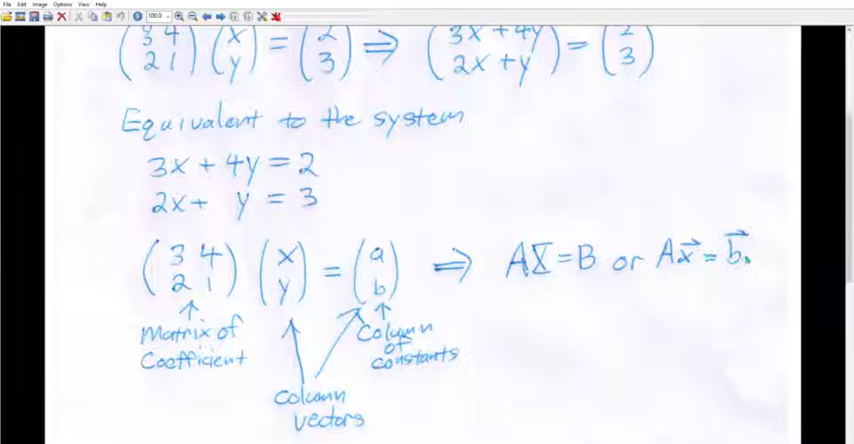 File Edit Image Options View Help
100.0
(3 4) (x) = (2) ⟹ (3x+4y) = (2)
(2 1) (y) (3) (2x+y) (3)
Equivalent to the system
3x + 4y = 2
2x + y = 3
(3 4) (x) = (a) ⟹ AX = B or Ax⃗ = b⃗.
(2 1) (y) (b)
Matrix of
Coefficient
Column
of
constants
Column
vectors